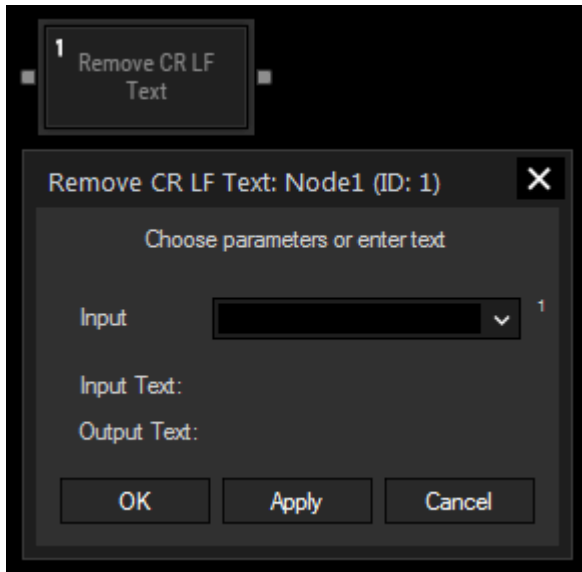 1
Remove CR LF
Text
Remove CR LF Text: Node1 (ID: 1)
Choose parameters or enter text
Input
1
Input Text:
Output Text:
OK Apply Cancel